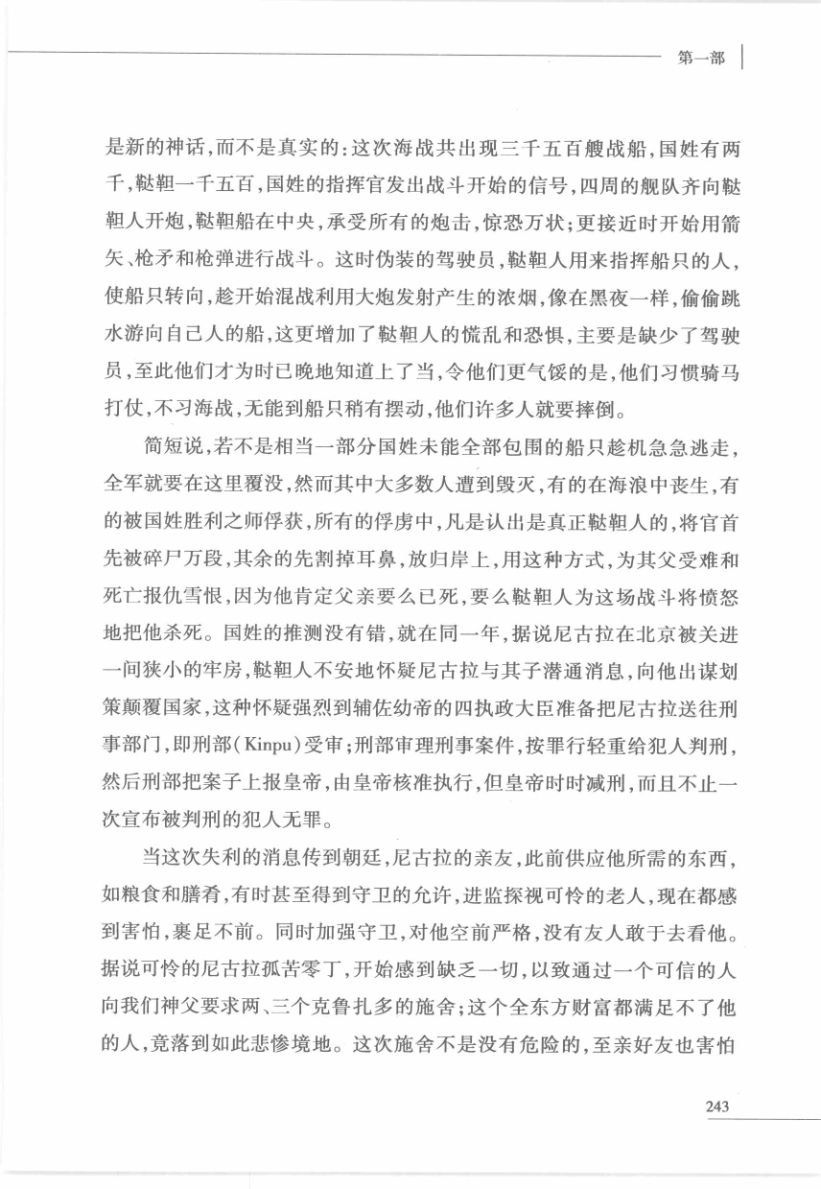 第一部
是新的神话,而不是真实的:这次海战共出现三千五百艘战船,国姓有两
千,鞑靼一千五百,国姓的指挥官发出战斗开始的信号,四周的舰队齐向鞑
靼人开炮,鞑靼船在中央,承受所有的炮击,惊恐万状;更接近时开始用箭
矢、枪矛和枪弹进行战斗。这时伪装的驾驶员,鞑靼人用来指挥船只的人,
使船只转向,趁开始混战利用大炮发射产生的浓烟,像在黑夜一样,偷偷跳
水游向自己人的船,这更增加了鞑靼人的慌乱和恐惧,主要是缺少了驾驶
员,至此他们才为时已晚地知道上了当,令他们更气馁的是,他们习惯骑马
打仗,不习海战,无能到船只稍有摆动,他们许多人就要摔倒。
简短说,若不是相当一部分国姓未能全部包围的船只趁机急急逃走,
全军就要在这里覆没,然而其中大多数人遭到毁灭,有的在海浪中丧生,有
的被国姓胜利之师俘获,所有的俘虏中,凡是认出是真正鞑靼人的,将官首
先被碎尸万段,其余的先割掉耳鼻,放归岸上,用这种方式,为其父受难和
死亡报仇雪恨,因为他肯定父亲要么已死,要么鞑靼人为这场战斗将愤怒
地把他杀死。国姓的推测没有错,就在同一年,据说尼古拉在北京被关进
一间狭小的牢房,鞑靼人不安地怀疑尼古拉与其子潜通消息,向他出谋划
策颠覆国家,这种怀疑强烈到辅佐幼帝的四执政大臣准备把尼古拉送往刑
事部门,即刑部(Kinpu)受审;刑部审理刑事案件,按罪行轻重给犯人判刑,
然后刑部把案子上报皇帝,由皇帝核准执行,但皇帝时时减刑,而且不止一
次宣布被判刑的犯人无罪。
当这次失利的消息传到朝廷,尼古拉的亲友,此前供应他所需的东西,
如粮食和膳肴,有时甚至得到守卫的允许,进监探视可怜的老人,现在都感
到害怕,裹足不前。同时加强守卫,对他空前严格,没有友人敢于去看他。
据说可怜的尼古拉孤苦零丁,开始感到缺乏一切,以致通过一个可信的人
向我们神父要求两、三个克鲁扎多的施舍;这个全东方财富都满足不了他
的人,竟落到如此悲惨境地。这次施舍不是没有危险的,至亲好友也害怕
243